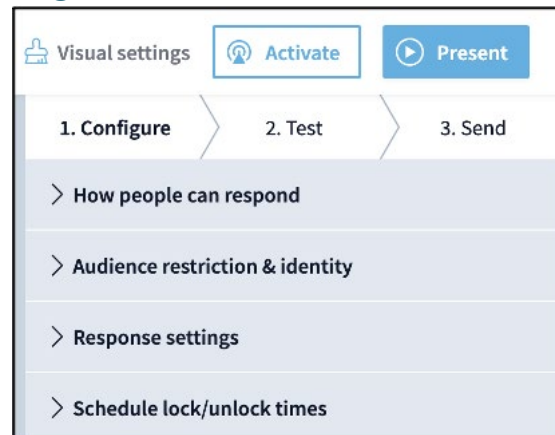 Visual settings
Activate
Present
1. Configure
2. Test
3. Send
How people can respond
Audience restriction & identity
Response settings
Schedule lock/unlock times